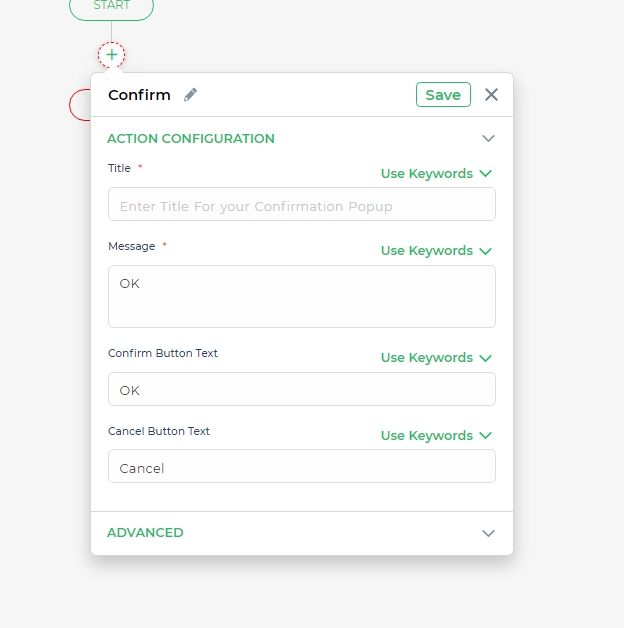 START
+
Confirm
Save
ACTION CONFIGURATION
Title *
Use Keywords
Enter Title For your Confirmation Popup
Message *
Use Keywords
OK
Confirm Button Text
Use Keywords
OK
Cancel Button Text
Use Keywords
Cancel
ADVANCED